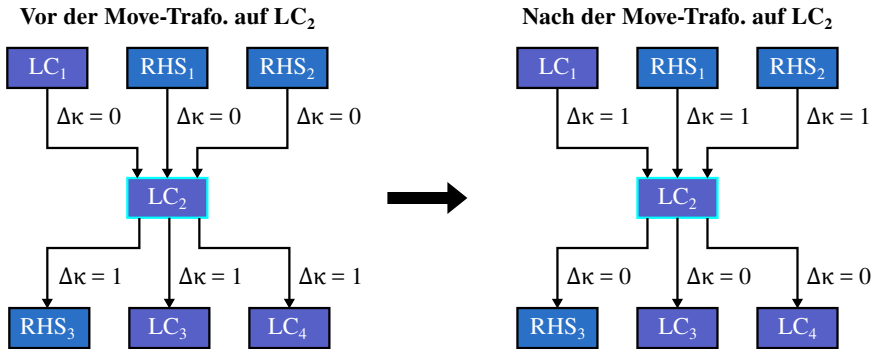 Vor der Move-Trafo. auf LC₂
LC₁ RHS₁ RHS₂
Δκ = 0 Δκ = 0 Δκ = 0
LC₂
Δκ = 1 Δκ = 1 Δκ = 1
RHS₃ LC₃ LC₄
Nach der Move-Trafo. auf LC₂
LC₁ RHS₁ RHS₂
Δκ = 1 Δκ = 1 Δκ = 1
LC₂
Δκ = 0 Δκ = 0 Δκ = 0
RHS₃ LC₃ LC₄